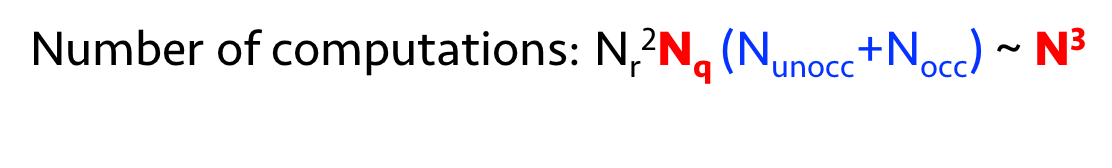 Number of computations: Nr²Nq(Nunocc+Nocc) ~ N³